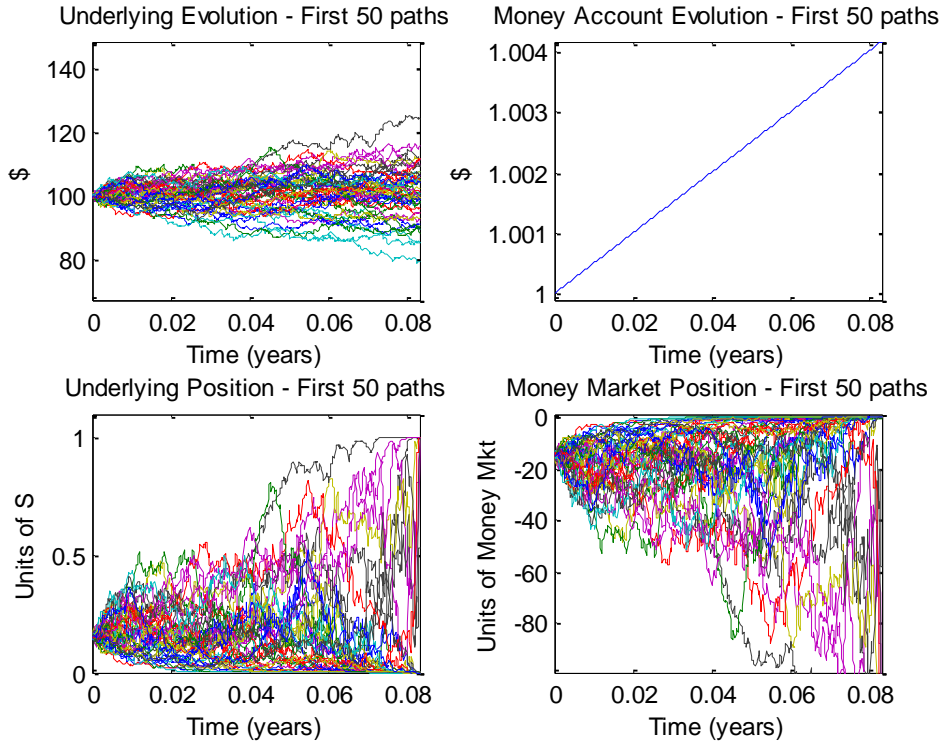 Underlying Evolution - First 50 paths
140
120
100
80
$
0 0.02 0.04 0.06 0.08
Time (years)
Money Account Evolution - First 50 paths
1.004
1.003
1.002
1.001
1
$
0 0.02 0.04 0.06 0.08
Time (years)
Underlying Position - First 50 paths
1
0.5
0
Units of S
0 0.02 0.04 0.06 0.08
Time (years)
Money Market Position - First 50 paths
0
-20
-40
-60
-80
Units of Money Mkt
0 0.02 0.04 0.06 0.08
Time (years)